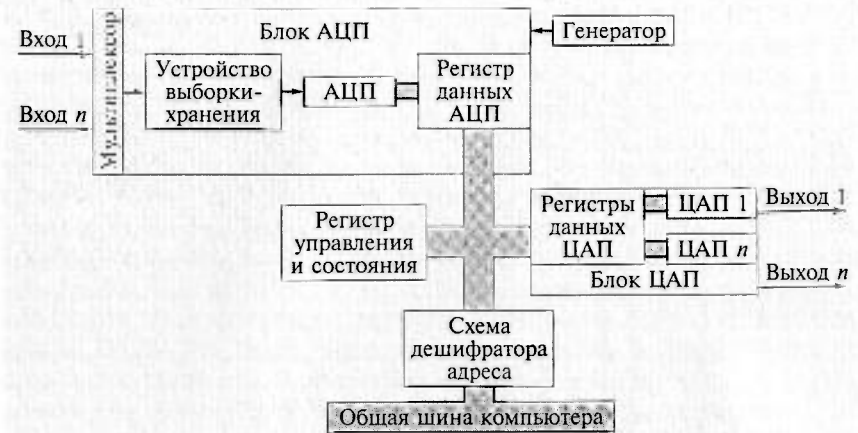 Вход 1
Вход n
Мультиплексор
Блок АЦП
Устройство
выборки-
хранения
АЦП
Регистр
данных
АЦП
Генератор
Регистр
управления
и состояния
Регистры
данных
ЦАП
ЦАП 1
ЦАП n
Блок ЦАП
Выход 1
Выход n
Схема
дешифратора
адреса
Общая шина компьютера